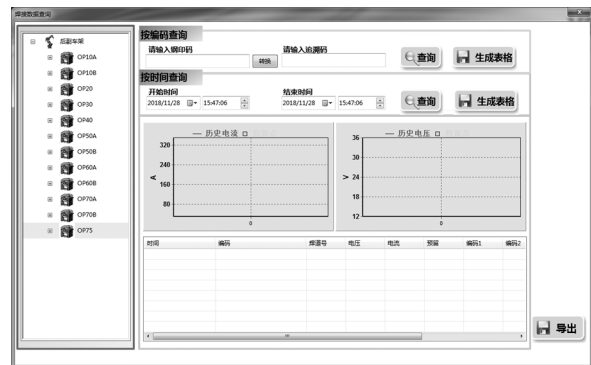 焊接数据查询
后副车架
OP10A
OP10B
OP20
OP30
OP40
OP50A
OP50B
OP60A
OP60B
OP70A
OP70B
OP75
按编码查询
请输入钢印码
请输入追溯码
转换
查询
生成表格
按时间查询
开始时间
结束时间
2018/11/28
15:47:06
2018/11/28
15:47:06
查询
生成表格
历史电流
320
240
A
160
80
0
历史电压
36
30
V
24
18
12
0
时间 编码 焊道号 电压 电流 预留 编码1 编码2
导出